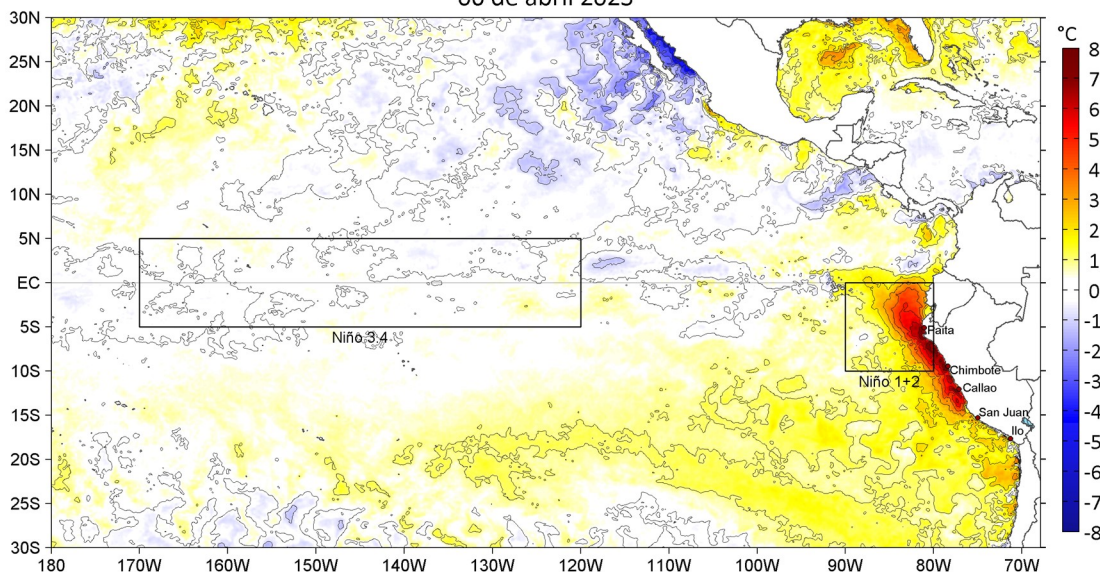 de abril
30N
25N
20N
15N
10N
5N
EC
5S
10S
15S
20S
25S
30S
180
170W
160W
150W
140W
130W
120W
110W
100W
90W
80W
70W
Niño 3.4
Niño 1+2
Paita
Chimbote
Callao
San Juan
Ilo
°C
8
7
6
5
4
3
2
1
0
-1
-2
-3
-4
-5
-6
-7
-8